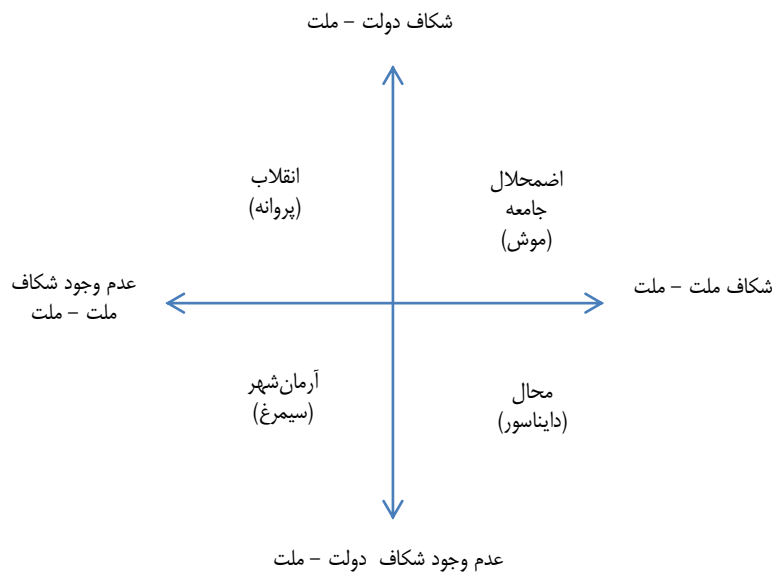 شکاف دولت – ملت
اضمحلال
جامعه
(موش)
انقلاب
(پروانه)
شکاف ملت – ملت
عدم وجود شکاف
ملت – ملت
محال
(دایناسور)
آرمان‌شهر
(سیمرغ)
عدم وجود شکاف دولت – ملت